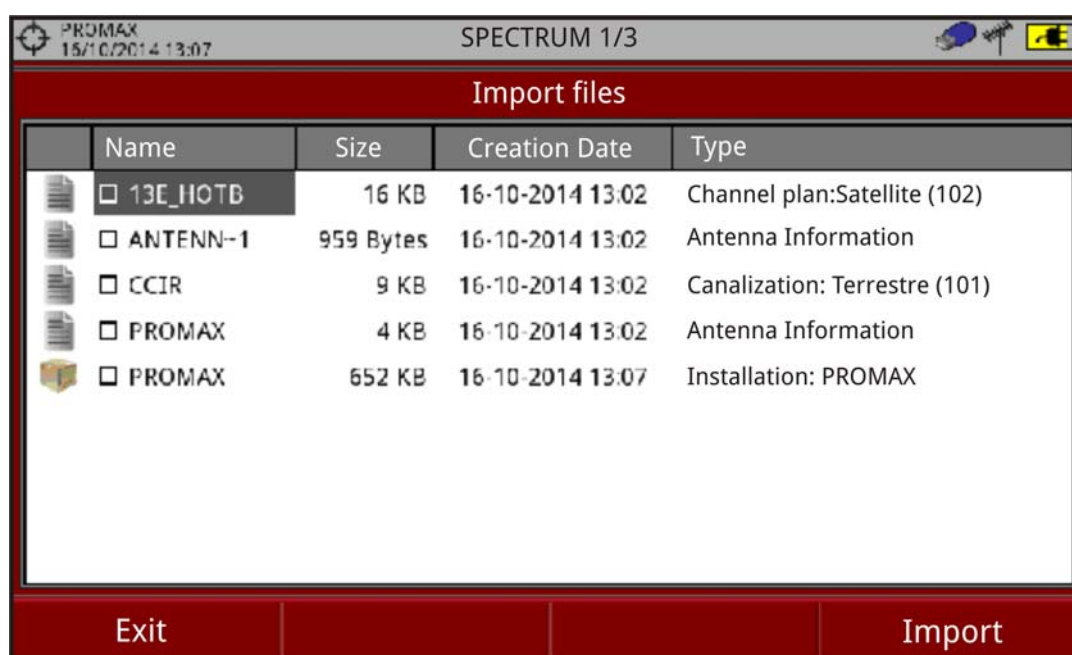 PROMAX
16/10/2014 13:07
SPECTRUM 1/3
Import files
Name Size Creation Date Type
13E_HOTB 16 KB 16-10-2014 13:02 Channel plan:Satellite (102)
ANTENN~1 959 Bytes 16-10-2014 13:02 Antenna Information
CCIR 9 KB 16-10-2014 13:02 Canalization: Terrestre (101)
PROMAX 4 KB 16-10-2014 13:02 Antenna Information
PROMAX 652 KB 16-10-2014 13:07 Installation: PROMAX
Exit Import